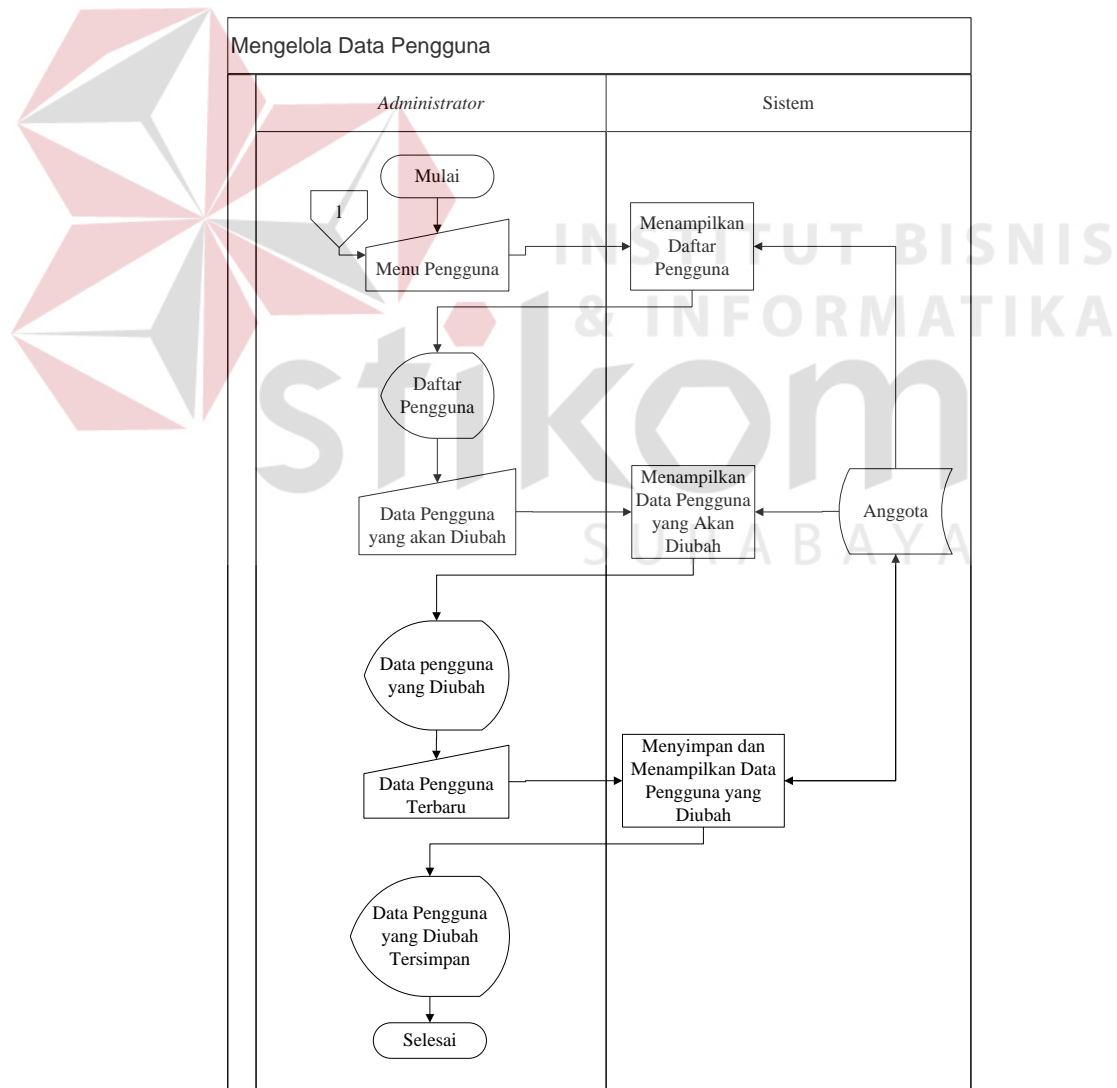 Mengelola Data Pengguna
Administrator
Sistem
Mulai
1
Menu Pengguna
Menampilkan
Daftar
Pengguna
INSTITUT BISNIS
& INFORMATIKA
stikom
SURABAYA
Daftar
Pengguna
Data Pengguna
yang akan Diubah
Menampilkan
Data Pengguna
yang Akan
Diubah
Anggota
Data pengguna
yang Diubah
Data Pengguna
Terbaru
Menyimpan dan
Menampilkan Data
Pengguna yang
Diubah
Data Pengguna
yang Diubah
Tersimpan
Selesai